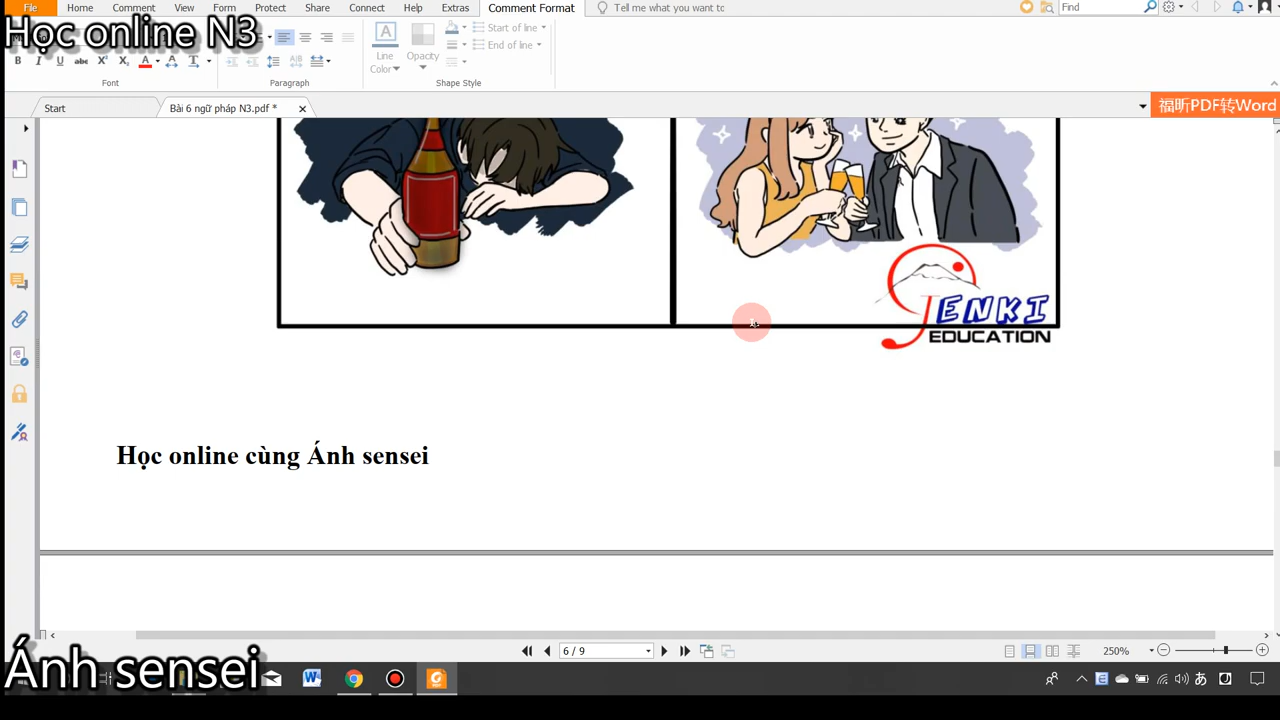 File Home Comment View Form Protect Share Connect Help Extras Comment Format Tell me what you want to Find
Học online N3
Start of line
End of line
Line
Color
Opacity
Font Paragraph Shape Style
Start Bài 6 ngữ pháp N3.pdf * 福昕PDF转Word
JENKI
EDUCATION
Học online cùng Ánh sensei
6 / 9 250%
Ánh sensei